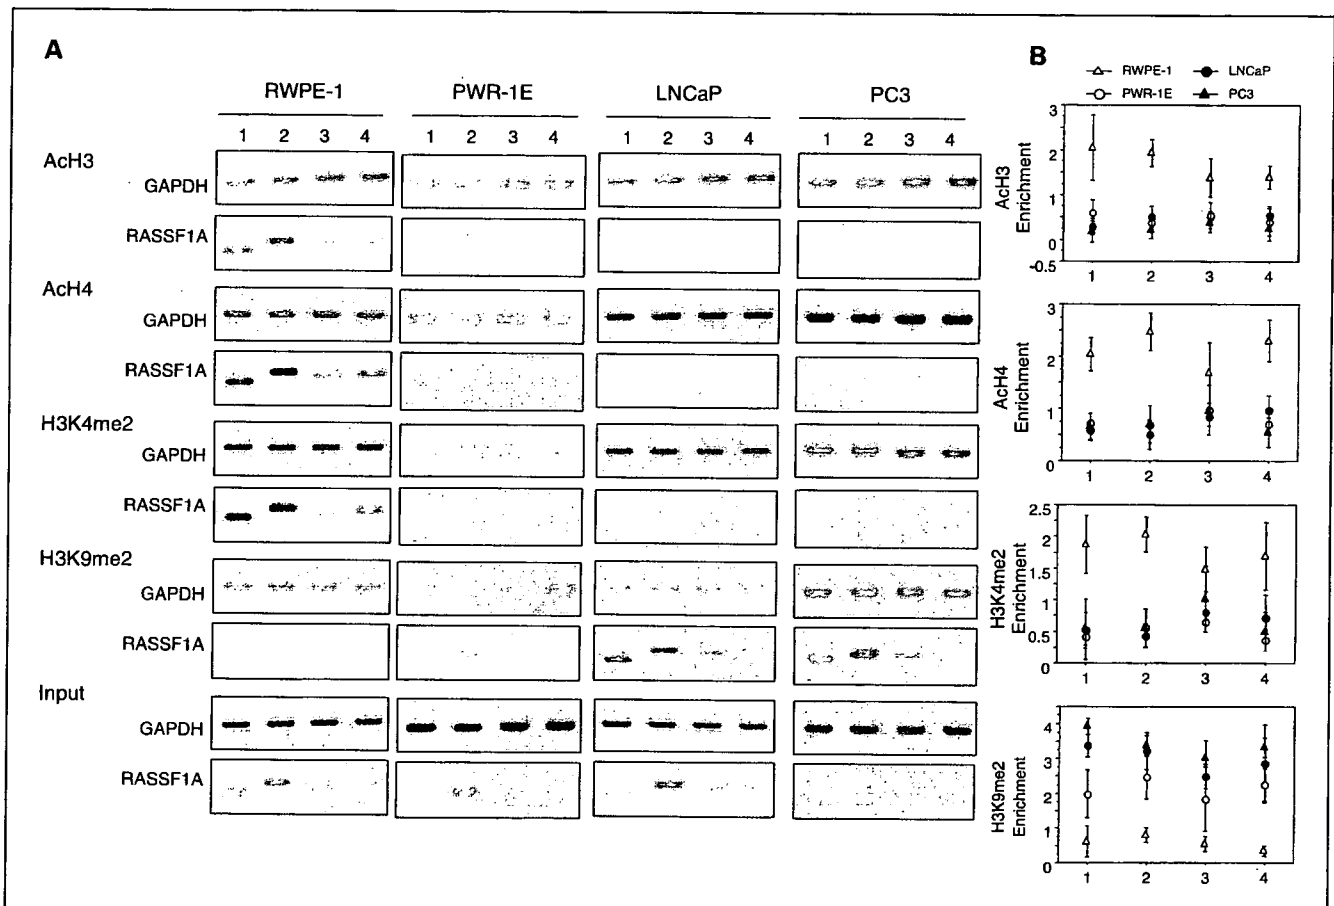 A
RWPE-1 PWR-1E LNCaP PC3
1 2 3 4 1 2 3 4 1 2 3 4 1 2 3 4
AcH3
GAPDH
RASSF1A
AcH4
GAPDH
RASSF1A
H3K4me2
GAPDH
RASSF1A
H3K9me2
GAPDH
RASSF1A
Input
GAPDH
RASSF1A
B
RWPE-1 LNCaP
PWR-1E PC3
AcH3
Enrichment
3
2
1
0
-0.5
1 2 3 4
AcH4
Enrichment
3
2
1
0
1 2 3 4
H3K4me2
Enrichment
2.5
2
1.5
1
0.5
0
1 2 3 4
H3K9me2
Enrichment
4
3
2
1
0
1 2 3 4